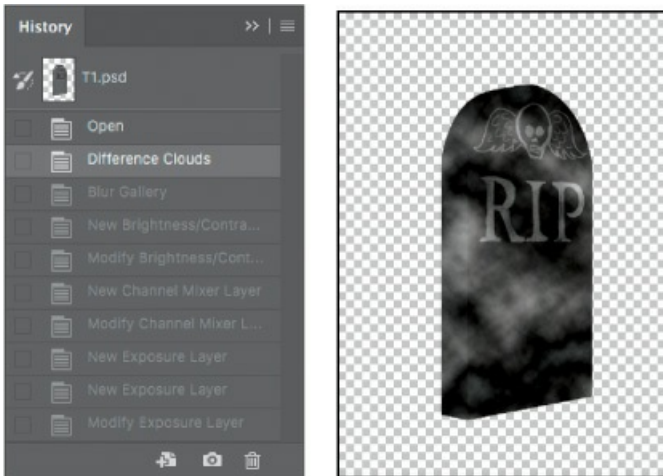 History
T1.psd
Open
Difference Clouds
Blur Gallery
New Brightness/Contra...
Modify Brightness/Cont...
New Channel Mixer Layer
Modify Channel Mixer L...
New Exposure Layer
New Exposure Layer
Modify Exposure Layer
RIP